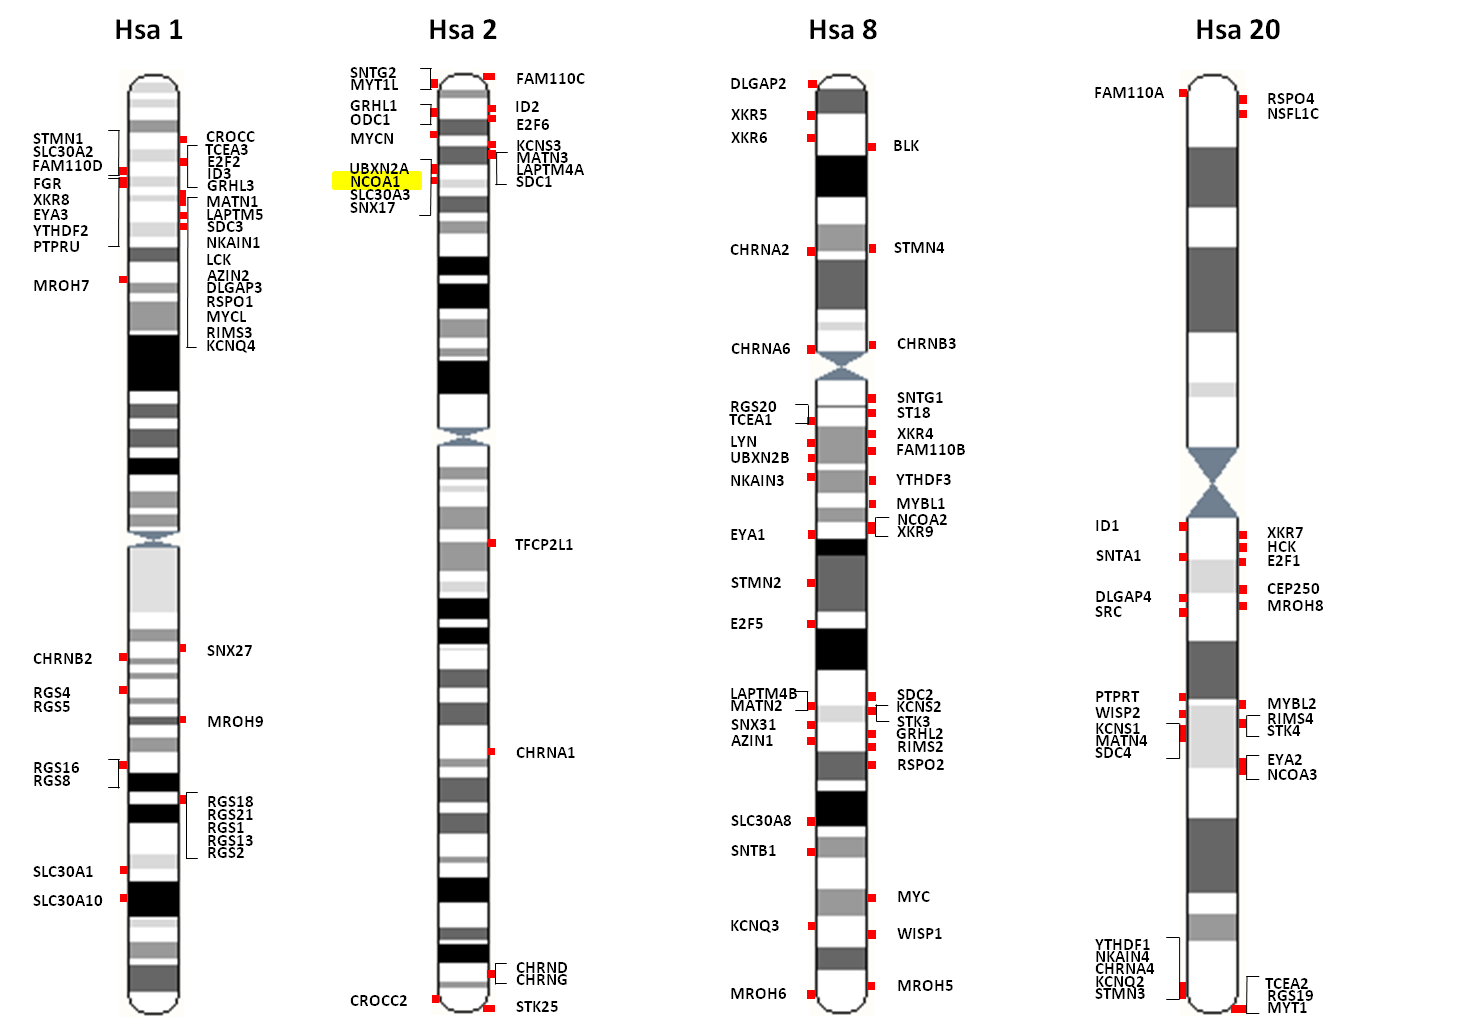 Hsa 1
STMN1
SLC30A2
FAM110D
FGR
XKR8
EYA3
YTHDF2
PTPRU
MROH7
CHRNB2
RGS4
RGS5
RGS16
RGS8
SLC30A1
SLC30A10
CROCC
TCEA3
E2F2
ID3
GRHL3
MATN1
LAPTM5
SDC3
NKAIN1
LCK
AZIN2
DLGAP3
RSPO1
MYCL
RIMS3
KCNQ4
SNX27
MROH9
RGS18
RGS21
RGS1
RGS13
RGS2
Hsa 2
SNTG2
MYT1L
GRHL1
ODC1
MYCN
UBXN2A
NCOA1
SLC30A3
SNX17
CROCC2
FAM110C
ID2
E2F6
KCNS3
MATN3
LAPTM4A
SDC1
TFCP2L1
CHRNA1
CHRND
CHRNG
STK25
Hsa 8
DLGAP2
XKR5
XKR6
CHRNA2
CHRNA6
RGS20
TCEA1
LYN
UBXN2B
NKAIN3
EYA1
STMN2
E2F5
LAPTM4B
MATN2
SNX31
AZIN1
SLC30A8
SNTB1
KCNQ3
MROH6
BLK
STMN4
CHRNB3
SNTG1
ST18
XKR4
FAM110B
YTHDF3
MYBL1
NCOA2
XKR9
SDC2
KCNS2
STK3
GRHL2
RIMS2
RSPO2
MYC
WISP1
MROH5
Hsa 20
FAM110A
ID1
SNTA1
DLGAP4
SRC
PTPRT
WISP2
KCNS1
MATN4
SDC4
YTHDF1
NKAIN4
CHRNA4
KCNQ2
STMN3
RSPO4
NSFL1C
XKR7
HCK
E2F1
CEP250
MROH8
MYBL2
RIMS4
STK4
EYA2
NCOA3
TCEA2
RGS19
MYT1